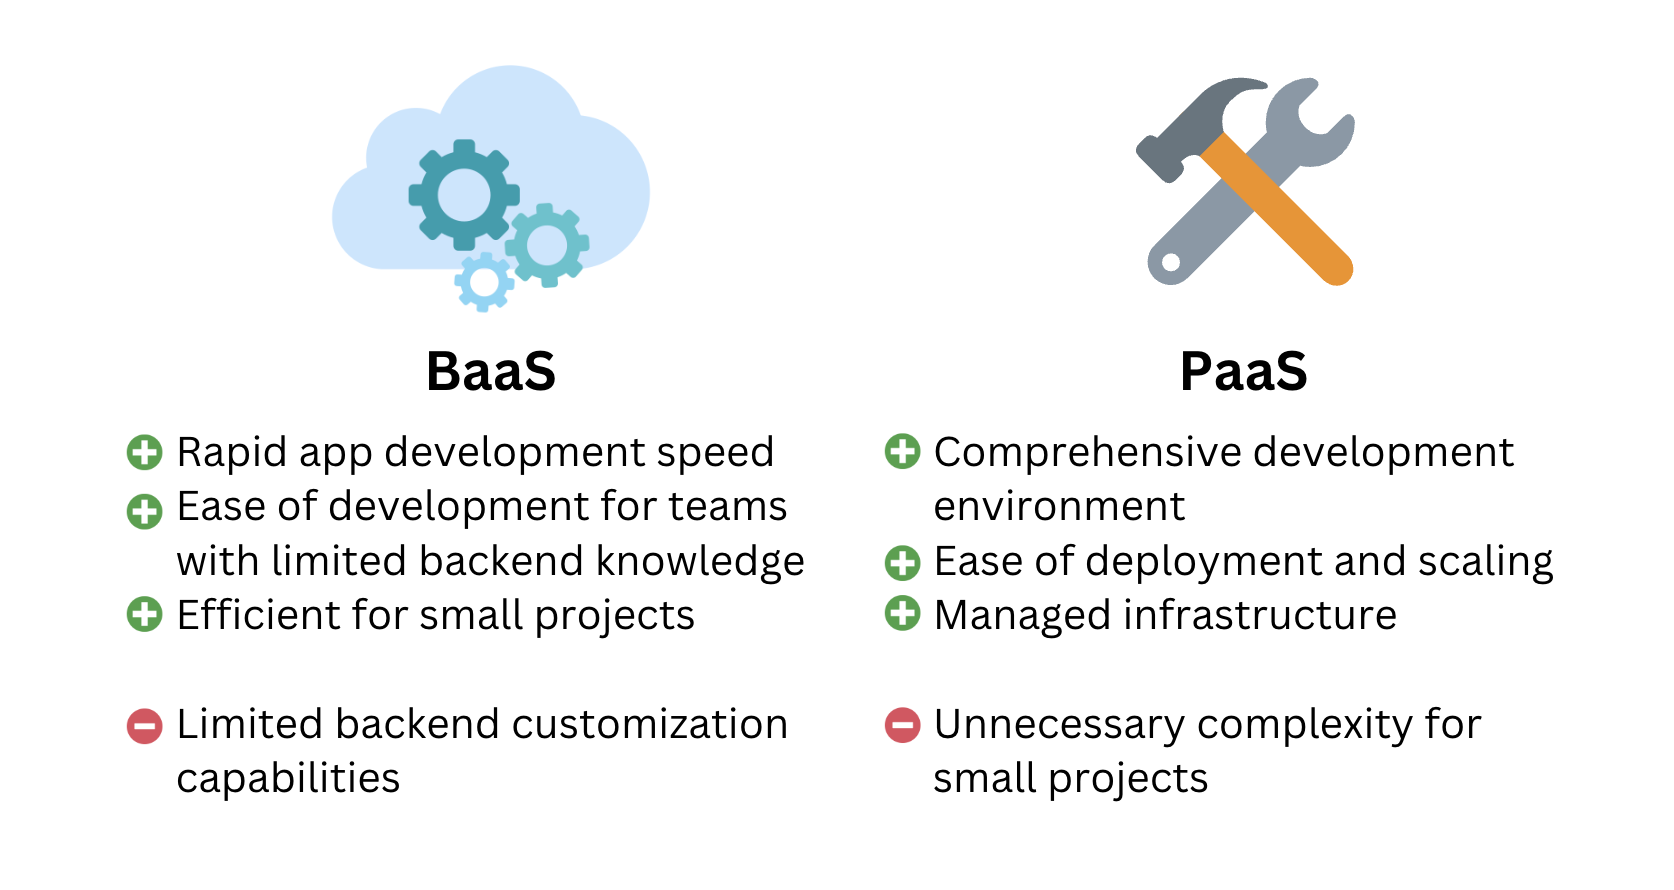 BaaS
Rapid app development speed
Ease of development for teams
with limited backend knowledge
Efficient for small projects
Limited backend customization
capabilities
PaaS
Comprehensive development
environment
Ease of deployment and scaling
Managed infrastructure
Unnecessary complexity for
small projects